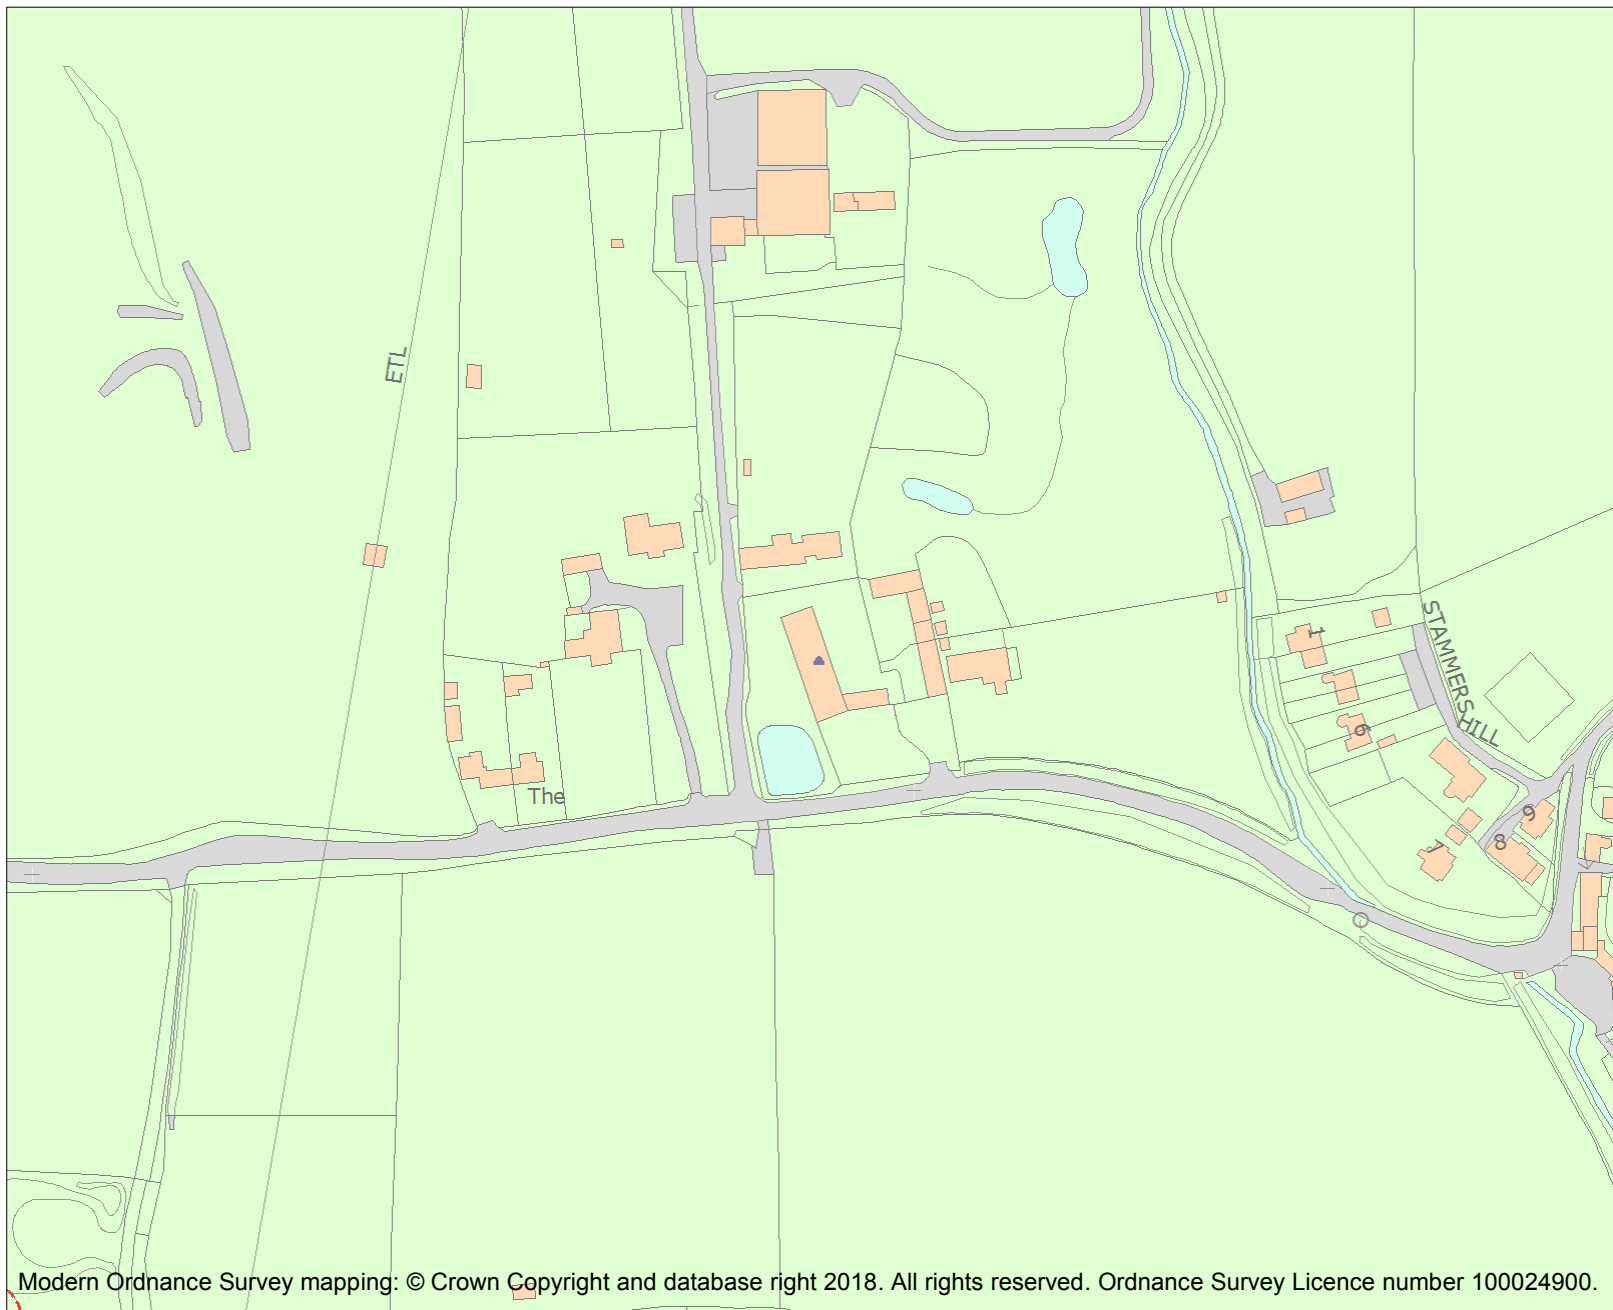 ETL
STAMMERS
HILL
1
6
The
9
8
7
Modern Ordnance Survey mapping: © Crown Copyright and database right 2018. All rights reserved. Ordnance Survey Licence number 100024900.